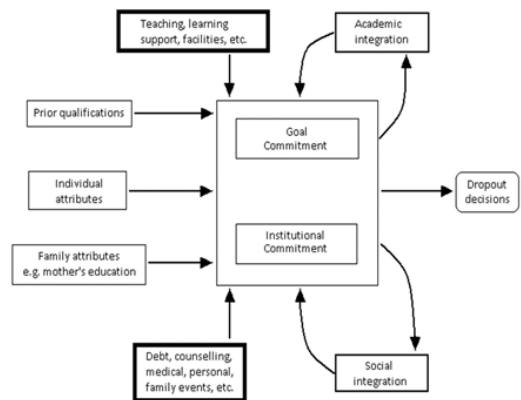 Teaching, learning
support, facilities, etc.
Academic
integration
Prior qualifications
Goal
Commitment
Individual
attributes
Dropout
decisions
Family attributes
e.g. mother's education
Institutional
Commitment
Debt, counselling,
medical, personal,
family events, etc.
Social
integration